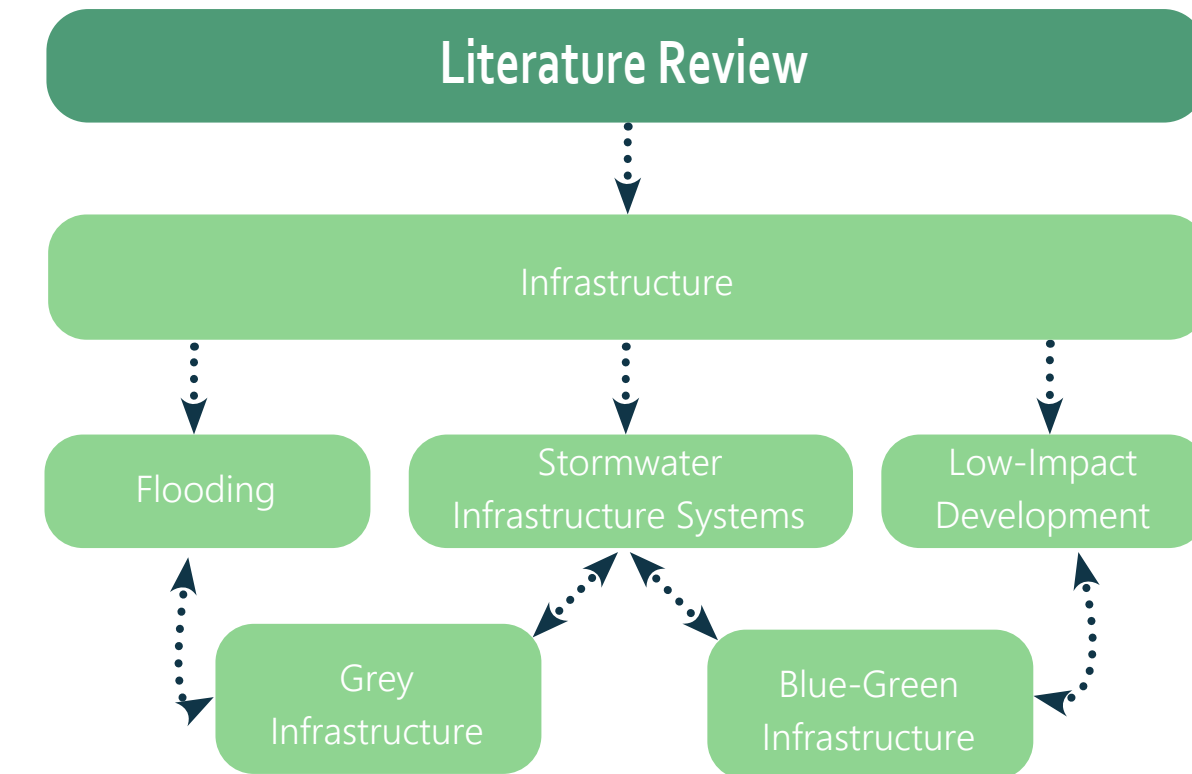 Literature Review
Infrastructure
Flooding
Stormwater
Infrastructure Systems
Low-Impact
Development
Grey
Infrastructure
Blue-Green
Infrastructure